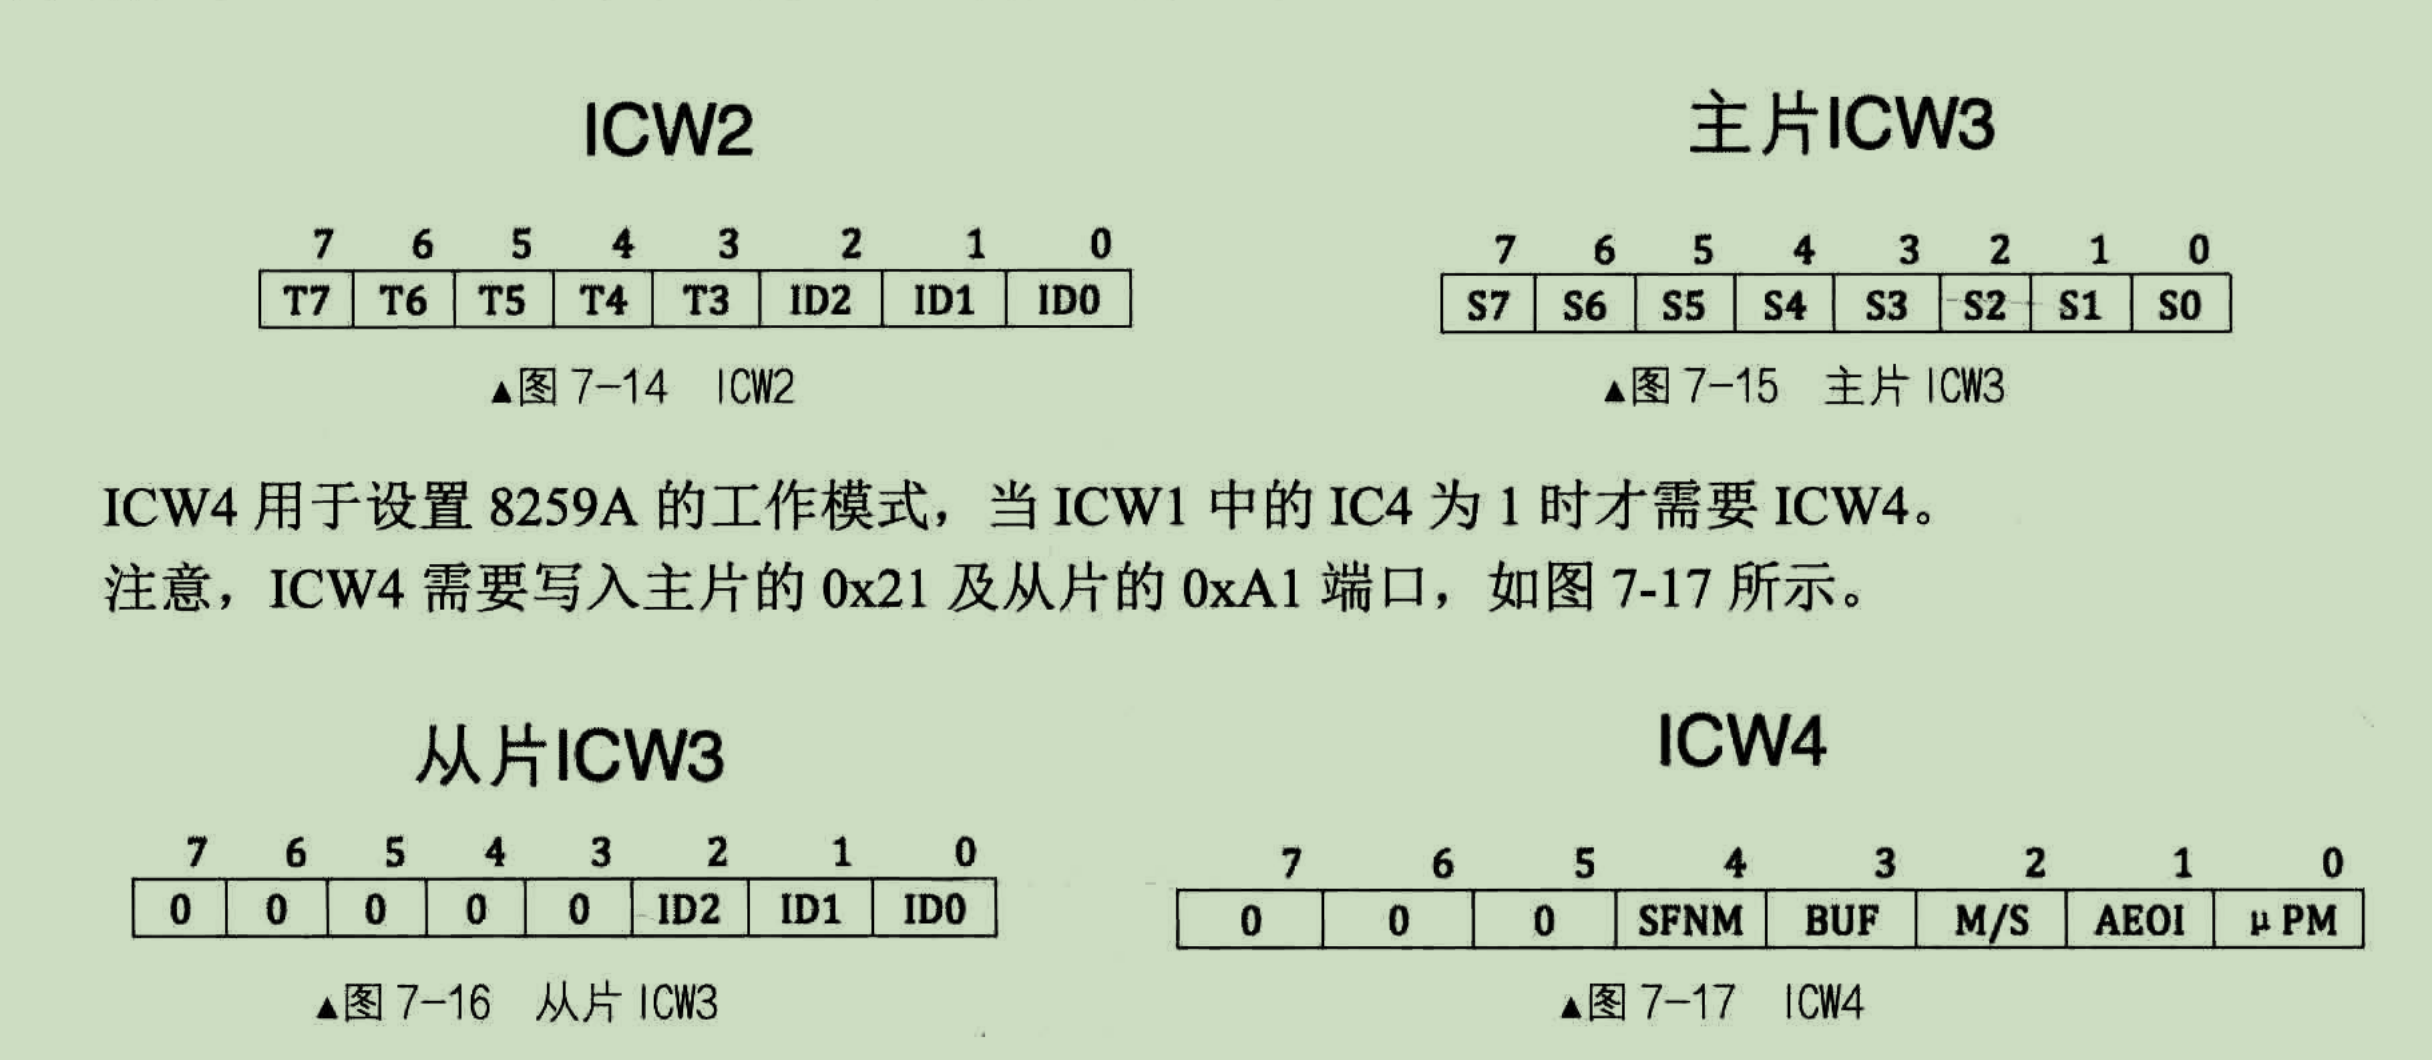 ICW2
7 6 5 4 3 2 1 0
T7 T6 T5 T4 T3 ID2 ID1 ID0
▲图 7-14 ICW2
主片ICW3
7 6 5 4 3 2 1 0
S7 S6 S5 S4 S3 S2 S1 S0
▲图 7-15 主片 ICW3
ICW4 用于设置 8259A 的工作模式，当 ICW1 中的 IC4 为 1 时才需要 ICW4。
注意，ICW4 需要写入主片的 0x21 及从片的 0xA1 端口，如图 7-17 所示。
从片ICW3
7 6 5 4 3 2 1 0
0 0 0 0 0 ID2 ID1 ID0
▲图 7-16 从片 ICW3
ICW4
7 6 5 4 3 2 1 0
0 0 0 SFNM BUF M/S AEOI μPM
▲图 7-17 ICW4